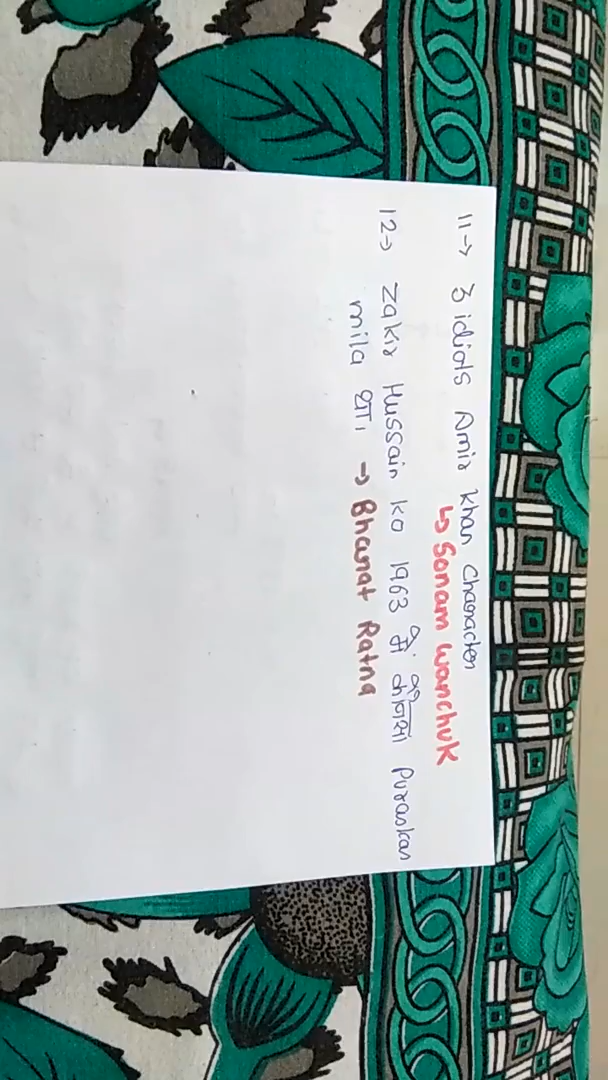 11→ 3 idiots Amir khan Character
↳ Sonam Wanchuk
12→ Zakir Hussain ko 1963 में कौनसा Puraskar
mila था। → Bharat Ratna